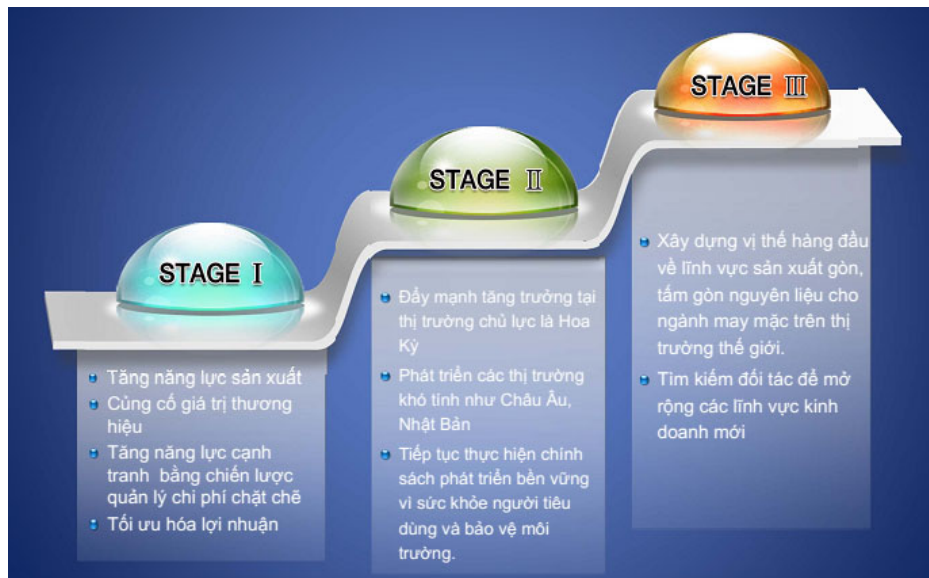 STAGE I
Tăng năng lực sản xuất
Củng cố giá trị thương
hiệu
Tăng năng lực cạnh
tranh bằng chiến lược
quản lý chi phí chặt chẽ
Tối ưu hóa lợi nhuận
STAGE II
Đẩy mạnh tăng trưởng tại
thị trường chủ lực là Hoa
Kỳ
Phát triển các thị trường
khó tính như Châu Âu,
Nhật Bản
Tiếp tục thực hiện chính
sách phát triển bền vững
vì sức khỏe người tiêu
dùng và bảo vệ môi
trường.
STAGE III
Xây dựng vị thế hàng đầu
về lĩnh vực sản xuất gòn,
tấm gòn nguyên liệu cho
ngành may mặc trên thị
trường thế giới.
Tìm kiếm đối tác để mở
rộng các lĩnh vực kinh
doanh mới